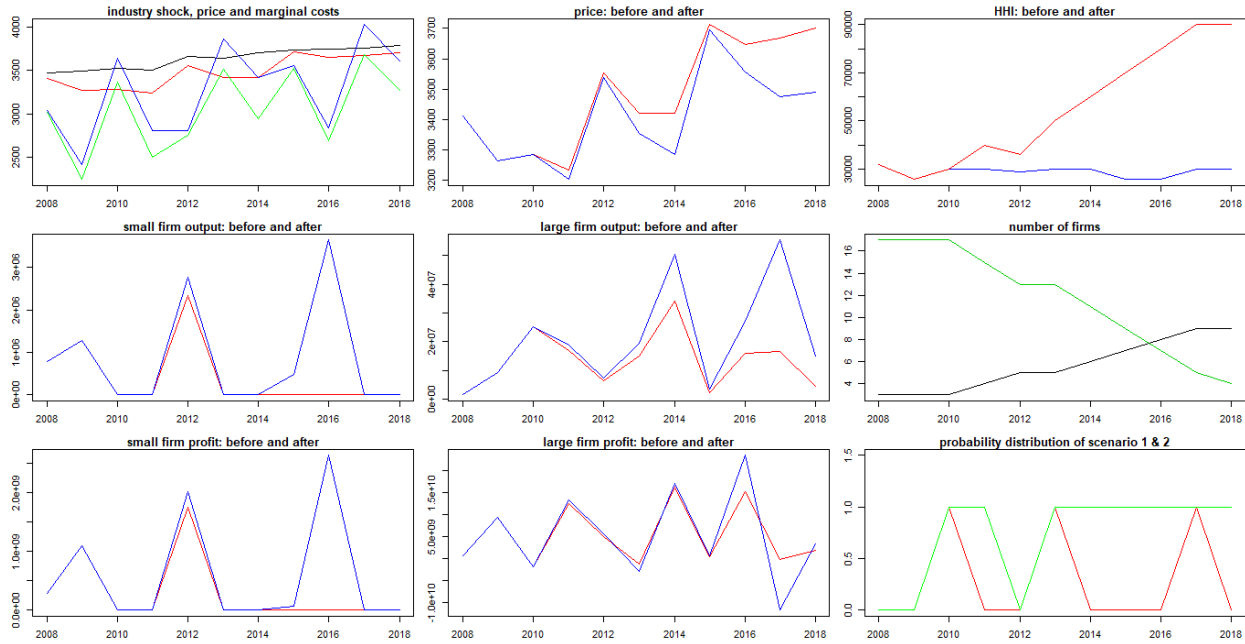 industry shock, price and marginal costs
4000
3500
3000
2500
2008 2010 2012 2014 2016 2018
price: before and after
3700
3600
3500
3400
3300
3200
2008 2010 2012 2014 2016 2018
HHI: before and after
90000
70000
50000
30000
2008 2010 2012 2014 2016 2018
small firm output: before and after
3e+06
2e+06
1e+06
0e+00
2008 2010 2012 2014 2016 2018
large firm output: before and after
4e+07
2e+07
0e+00
2008 2010 2012 2014 2016 2018
number of firms
16
14
12
10
8
6
4
2008 2010 2012 2014 2016 2018
small firm profit: before and after
2.0e+09
1.0e+09
0.0e+00
2008 2010 2012 2014 2016 2018
large firm profit: before and after
1.5e+10
5.0e+09
-1.0e+10
2008 2010 2012 2014 2016 2018
probability distribution of scenario 1 & 2
1.5
1.0
0.5
0.0
2008 2010 2012 2014 2016 2018